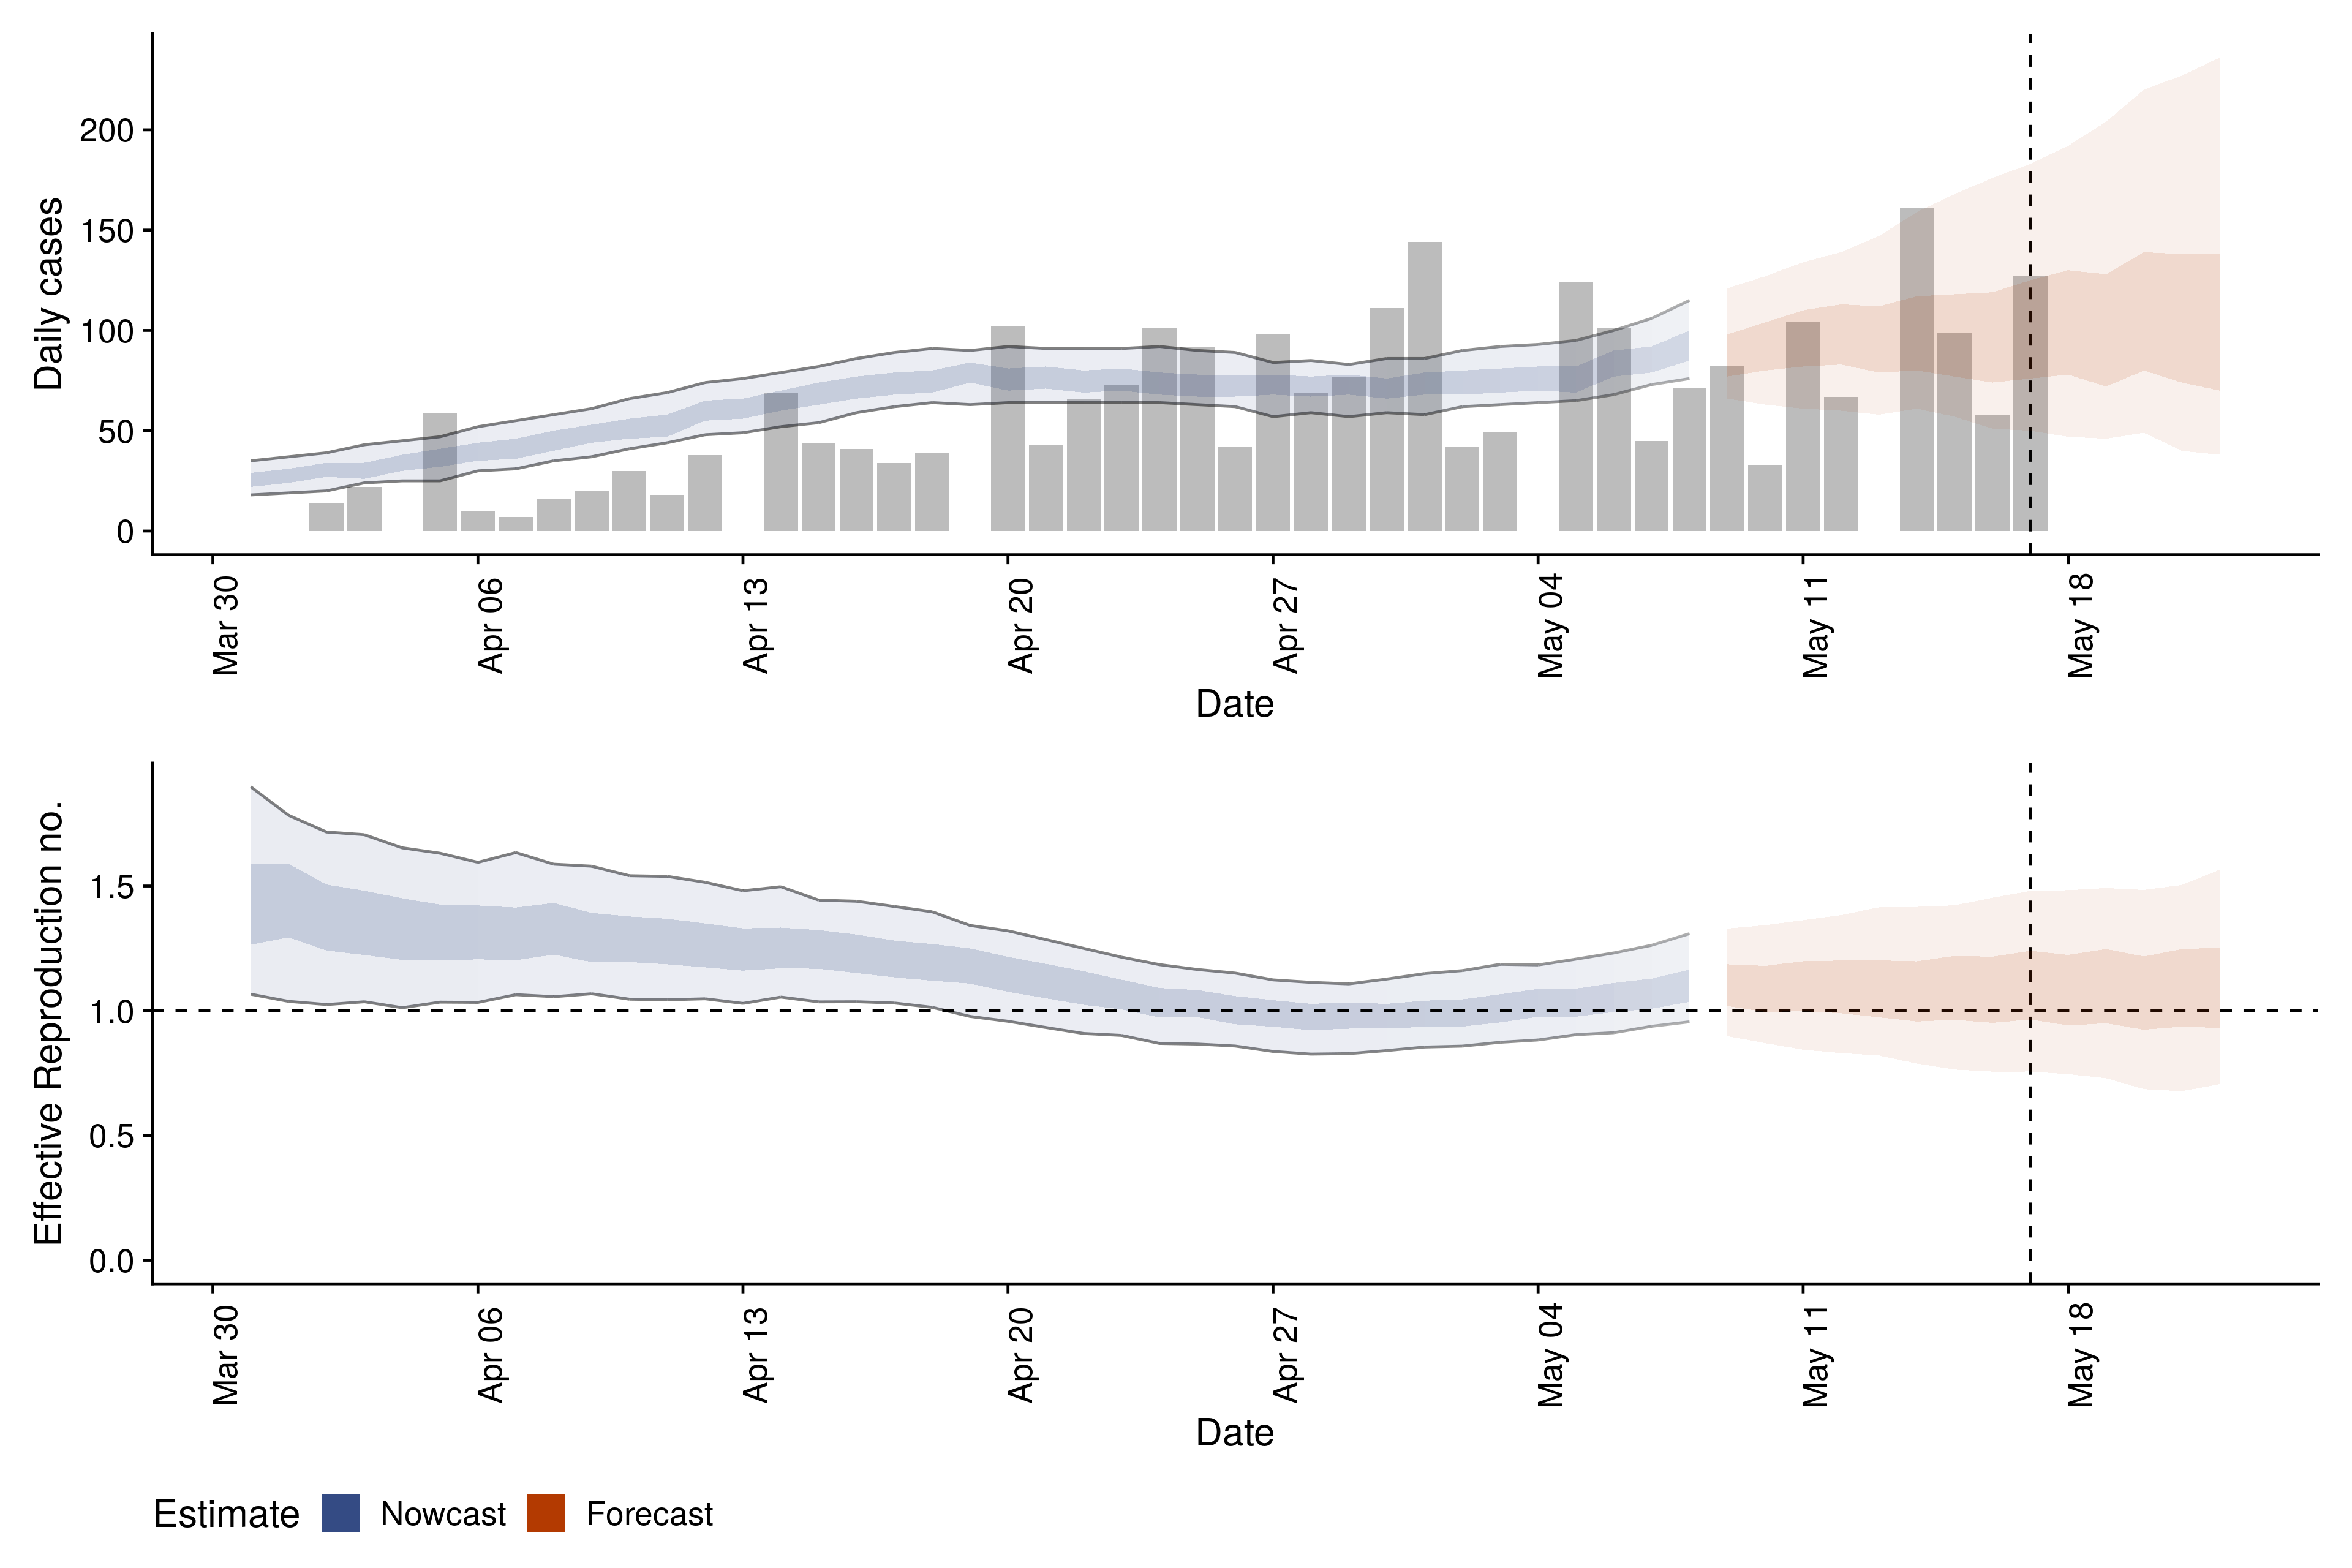 Daily cases
200
150
100
50
0
Mar 30
Apr 06
Apr 13
Apr 20
Apr 27
May 04
May 11
May 18
Date
Effective Reproduction no.
1.5
1.0
0.5
0.0
Mar 30
Apr 06
Apr 13
Apr 20
Apr 27
May 04
May 11
May 18
Date
Estimate Nowcast Forecast